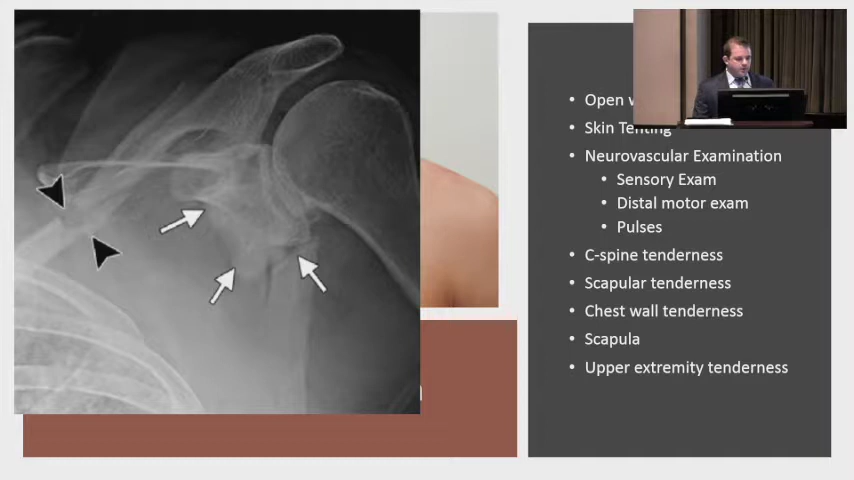 Open
Skin Tenting
Neurovascular Examination
Sensory Exam
Distal motor exam
Pulses
C-spine tenderness
Scapular tenderness
Chest wall tenderness
Scapula
Upper extremity tenderness